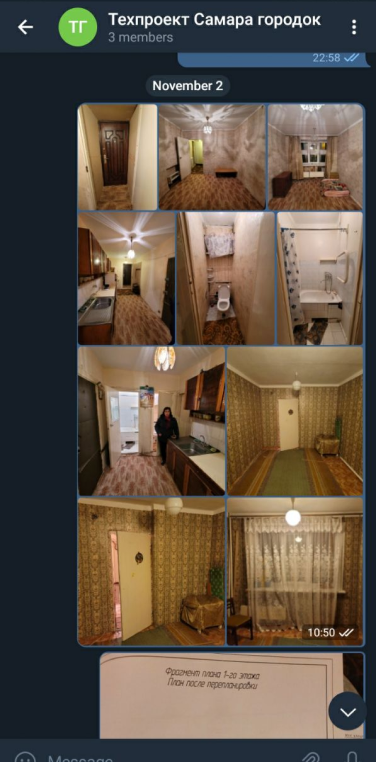 Техпроект Самара городок
ТГ
3 members
22:58
November 2
10:50
Фрагмент плана 1-го этажа
План после перепланировки
Message